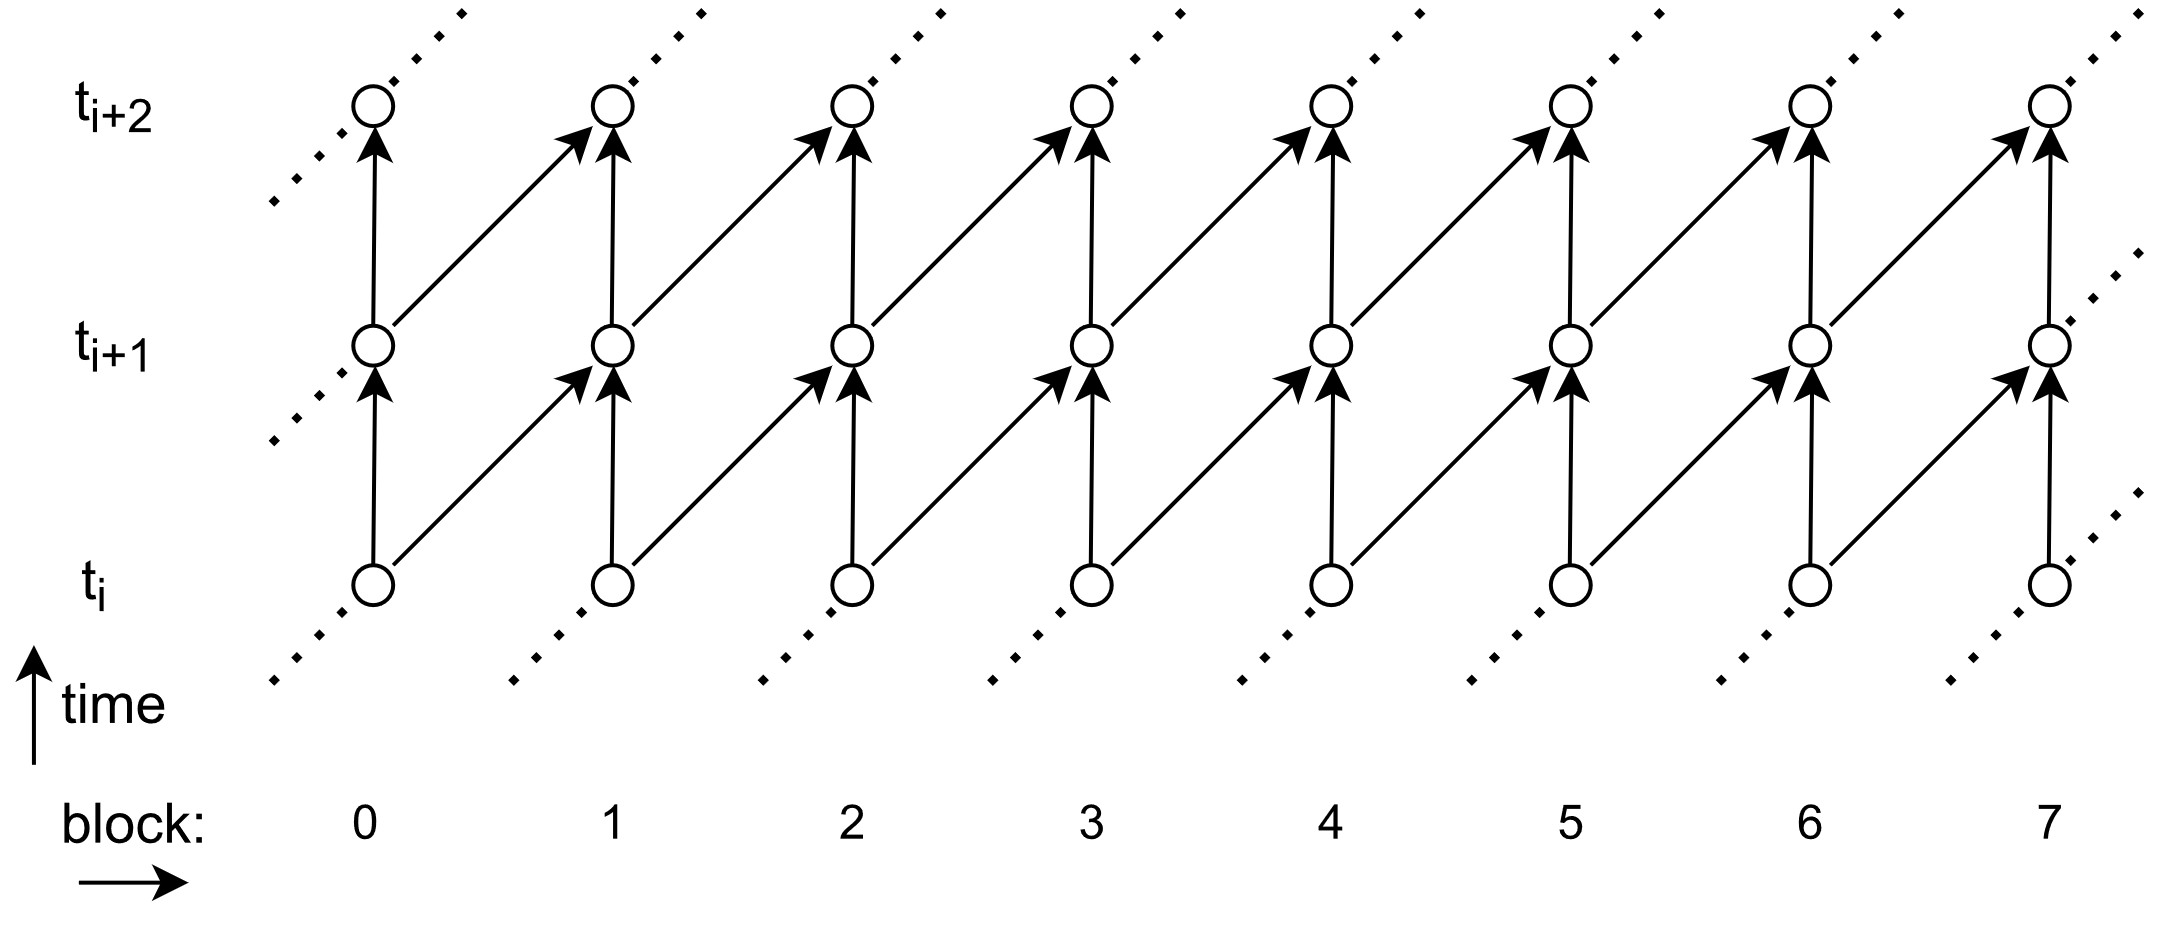 t_{i+2}
t_{i+1}
t_i
time
block: 0 1 2 3 4 5 6 7